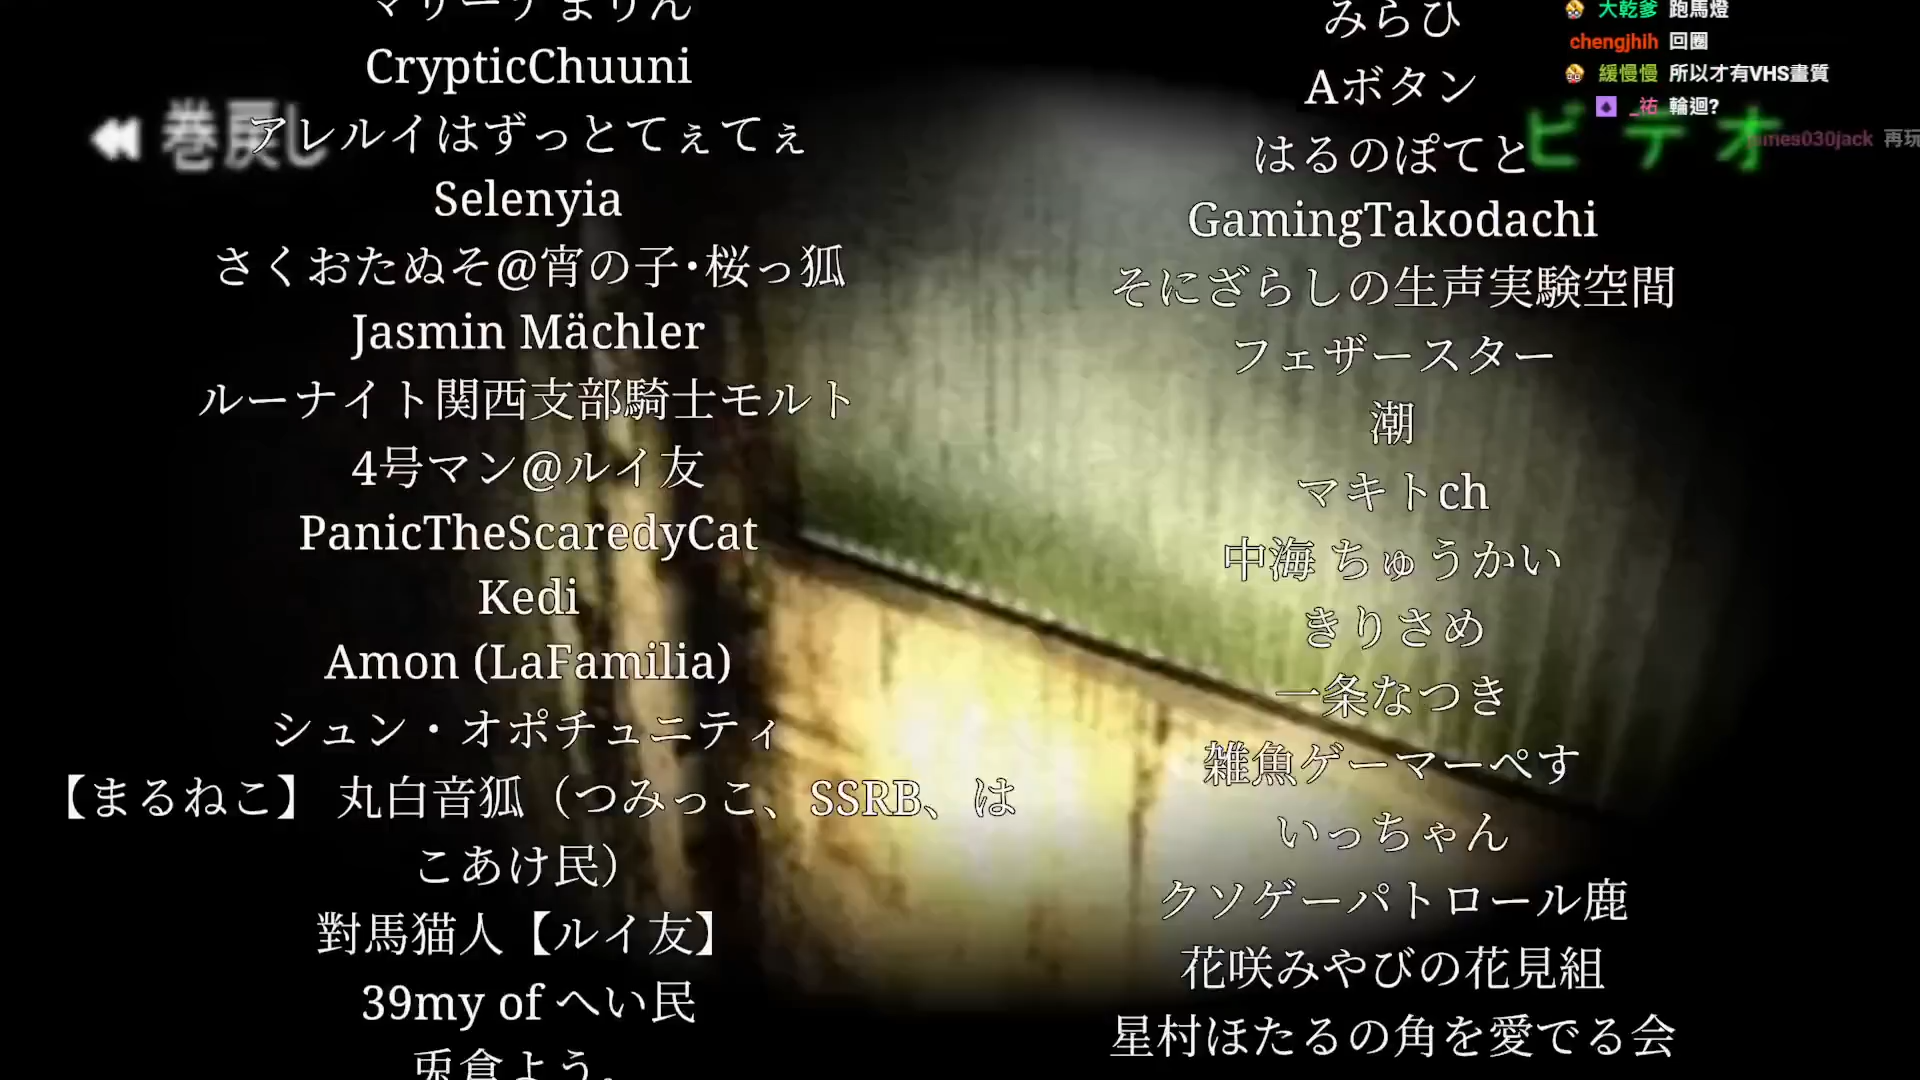 CrypticChuuni
アレルイはずっとてぇてぇ
Selenyia
さくおたぬそ@宵の子・桜っ狐
Jasmin Mächler
ルーナイト関西支部騎士モルト
4号マン@ルイ友
PanicTheScaredyCat
Kedi
Amon (LaFamilia)
シュン・オポチュニティ
【まるねこ】 丸白音狐（つみっこ、SSRB、は
こあけ民）
對馬猫人【ルイ友】
39my of へい民
兎倉よう。
みらひ
Aボタン
はるのぽてと
GamingTakodachi
そにざらしの生声実験空間
フェザースター
潮
マキトch
中海 ちゅうかい
きりさめ
一条なつき
雑魚ゲーマーぺす
いっちゃん
クソゲーパトロール鹿
花咲みやびの花見組
星村ほたるの角を愛でる会
巻戻し
ビデオ
大乾爹 跑馬燈
chengjhih 回圈
緩慢慢 所以才有VHS畫質
_祐 輪迴?
james030jack 再玩